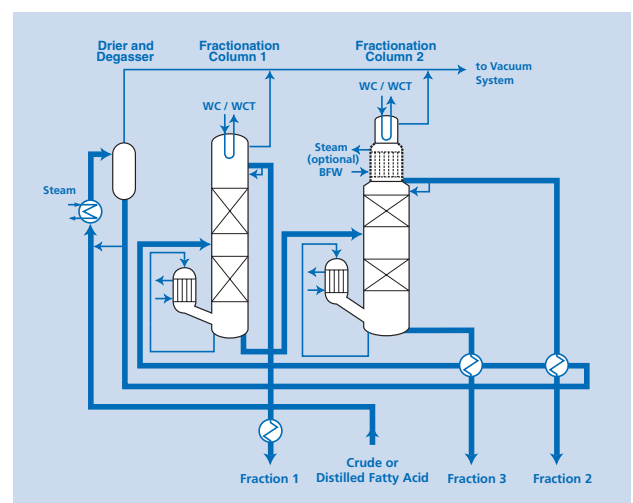 Drier and
Degasser
Fractionation
Column 1
Fractionation
Column 2
to Vacuum
System
WC / WCT
WC / WCT
Steam
(optional)
BFW
Steam
Fraction 1
Crude or
Distilled Fatty Acid
Fraction 3
Fraction 2